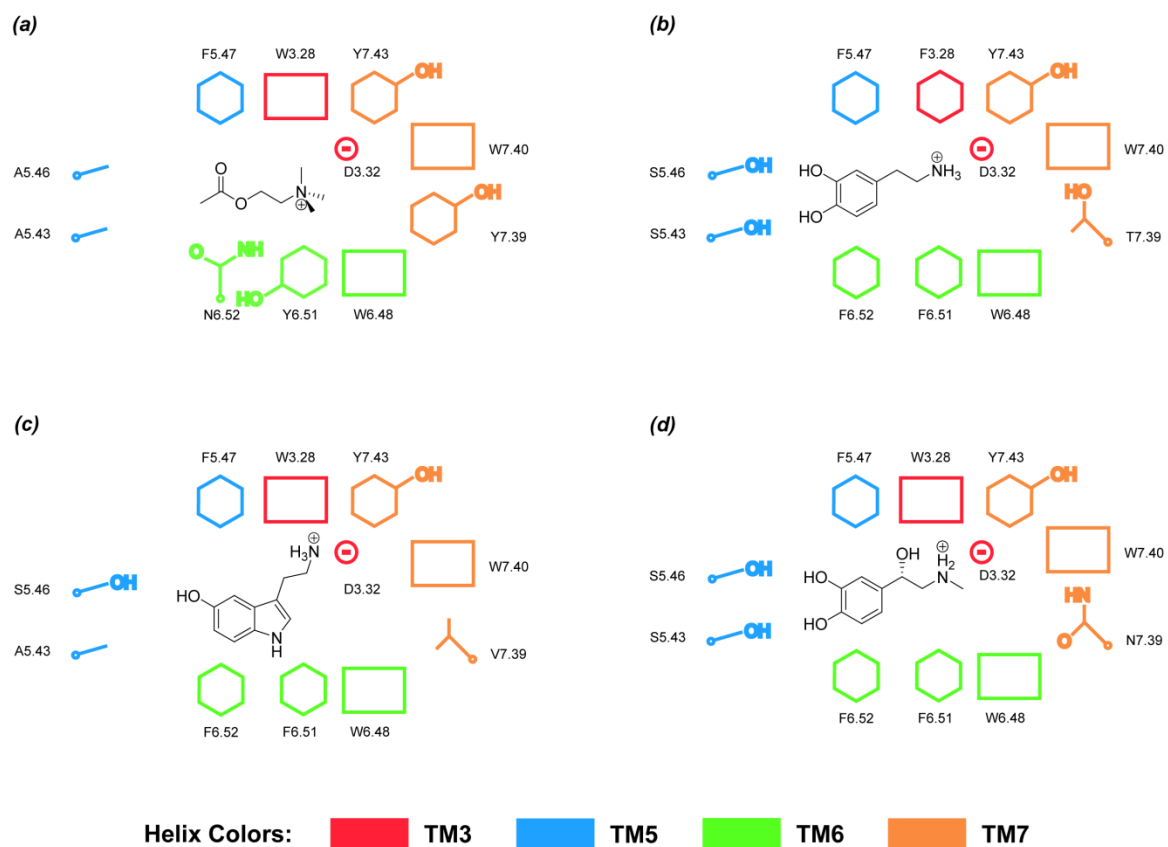 (a)
F5.47 W3.28 Y7.43
OH
W7.40
A5.46
D3.32
O
O
N
⊕
OH
A5.43
Y7.39
O NH
HO
N6.52 Y6.51 W6.48
(b)
F5.47 F3.28 Y7.43
OH
W7.40
S5.46 OH
D3.32
HO
HO
⊕
NH3
HO
S5.43 OH
T7.39
F6.52 F6.51 W6.48
(c)
F5.47 W3.28 Y7.43
OH
W7.40
H3N
⊕
D3.32
S5.46 OH
HO
N
H
A5.43
V7.39
F6.52 F6.51 W6.48
(d)
F5.47 W3.28 Y7.43
OH
W7.40
S5.46 OH
D3.32
OH
⊕
H2
N
HO
HO
HN
O
S5.43 OH
N7.39
F6.52 F6.51 W6.48
Helix Colors: TM3 TM5 TM6 TM7